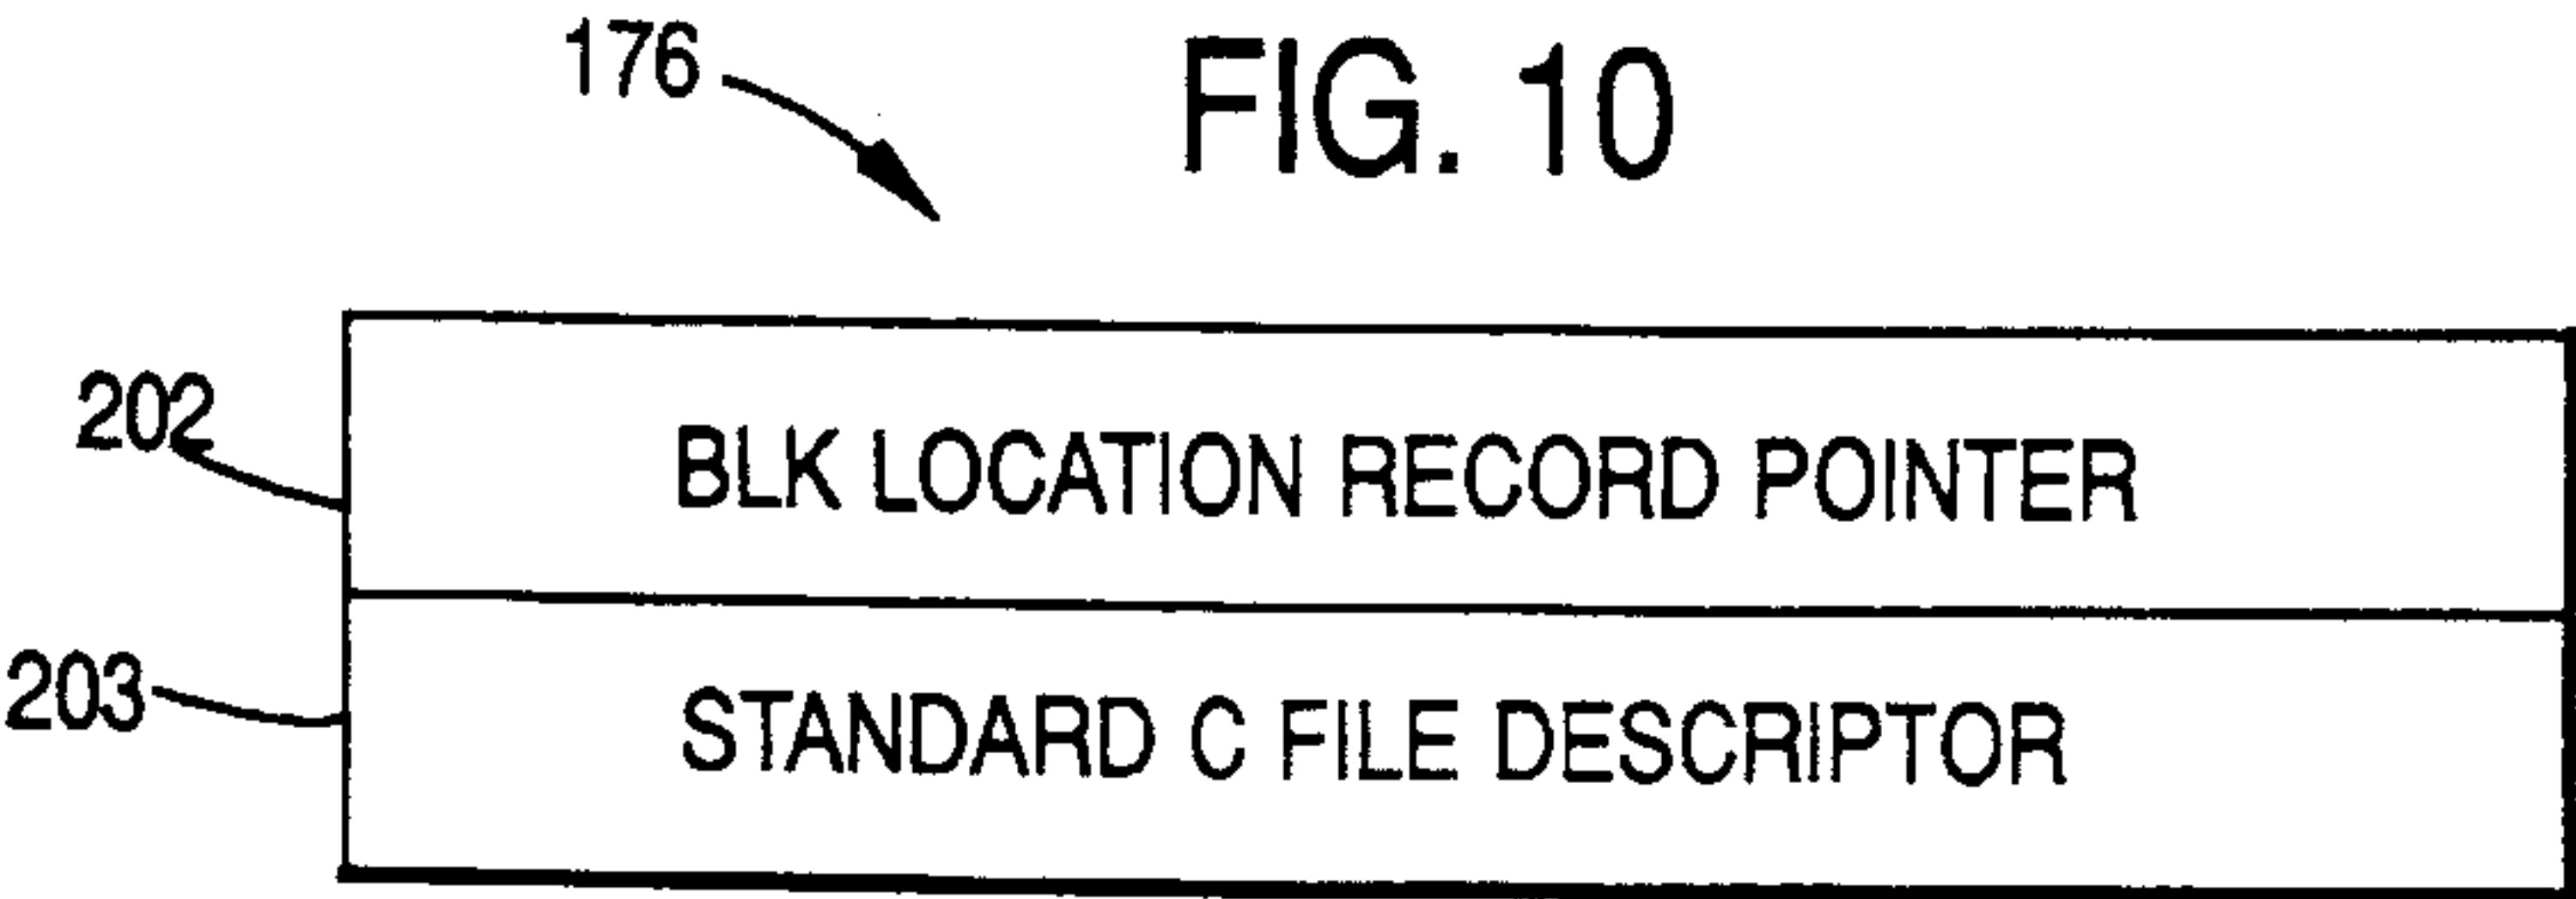 176
FIG. 10
202
BLK LOCATION RECORD POINTER
203
STANDARD C FILE DESCRIPTOR